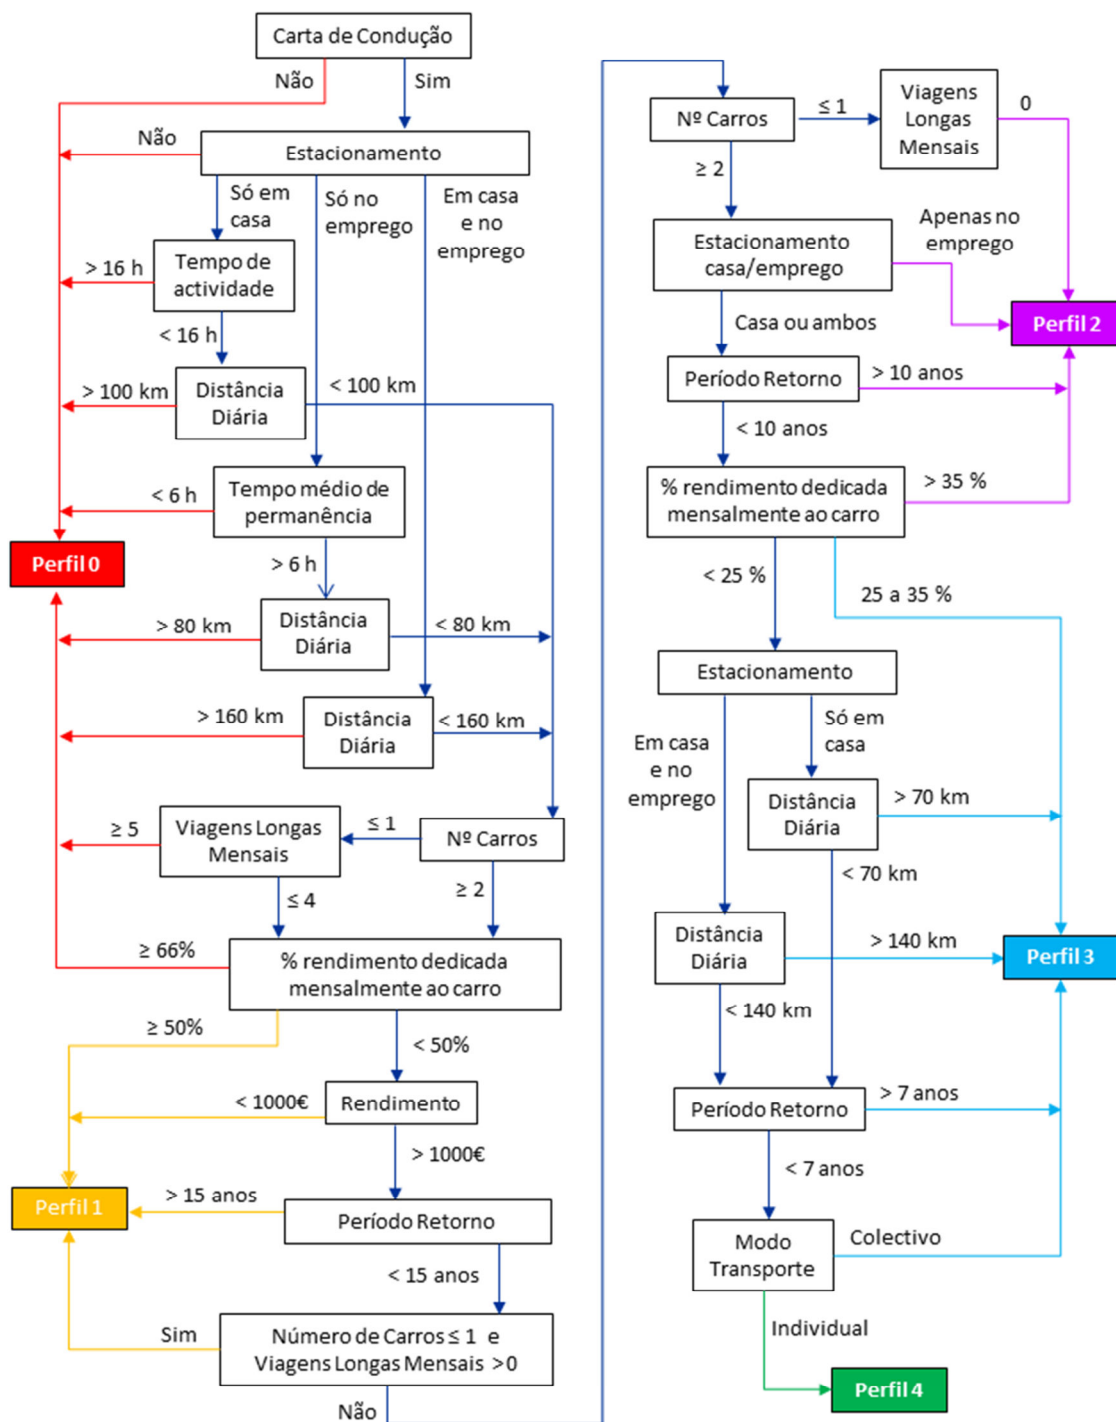 Carta de Condução
Não
Sim
Não
Estacionamento
Só em
casa
Só no
emprego
Em casa
e no
emprego
> 16 h
Tempo de
actividade
< 16 h
> 100 km
Distância
Diária
< 100 km
< 6 h
Tempo médio de
permanência
Perfil 0
> 6 h
> 80 km
Distância
Diária
< 80 km
> 160 km
Distância
Diária
< 160 km
≥ 5
Viagens Longas
Mensais
≤ 1
Nº Carros
≤ 4
≥ 2
≥ 66%
% rendimento dedicada
mensalmente ao carro
≥ 50%
< 50%
< 1000€
Rendimento
> 1000€
Perfil 1
> 15 anos
Período Retorno
< 15 anos
Sim
Número de Carros ≤ 1 e
Viagens Longas Mensais >0
Não
Nº Carros
≤ 1
Viagens
Longas
Mensais
0
≥ 2
Estacionamento
casa/emprego
Apenas no
emprego
Casa ou ambos
Perfil 2
Período Retorno
> 10 anos
< 10 anos
% rendimento dedicada
mensalmente ao carro
> 35 %
< 25 %
25 a 35 %
Estacionamento
Em casa
e no
emprego
Só em
casa
Distância
Diária
> 70 km
< 70 km
Distância
Diária
> 140 km
Perfil 3
< 140 km
Período Retorno
> 7 anos
< 7 anos
Modo
Transporte
Colectivo
Individual
Perfil 4